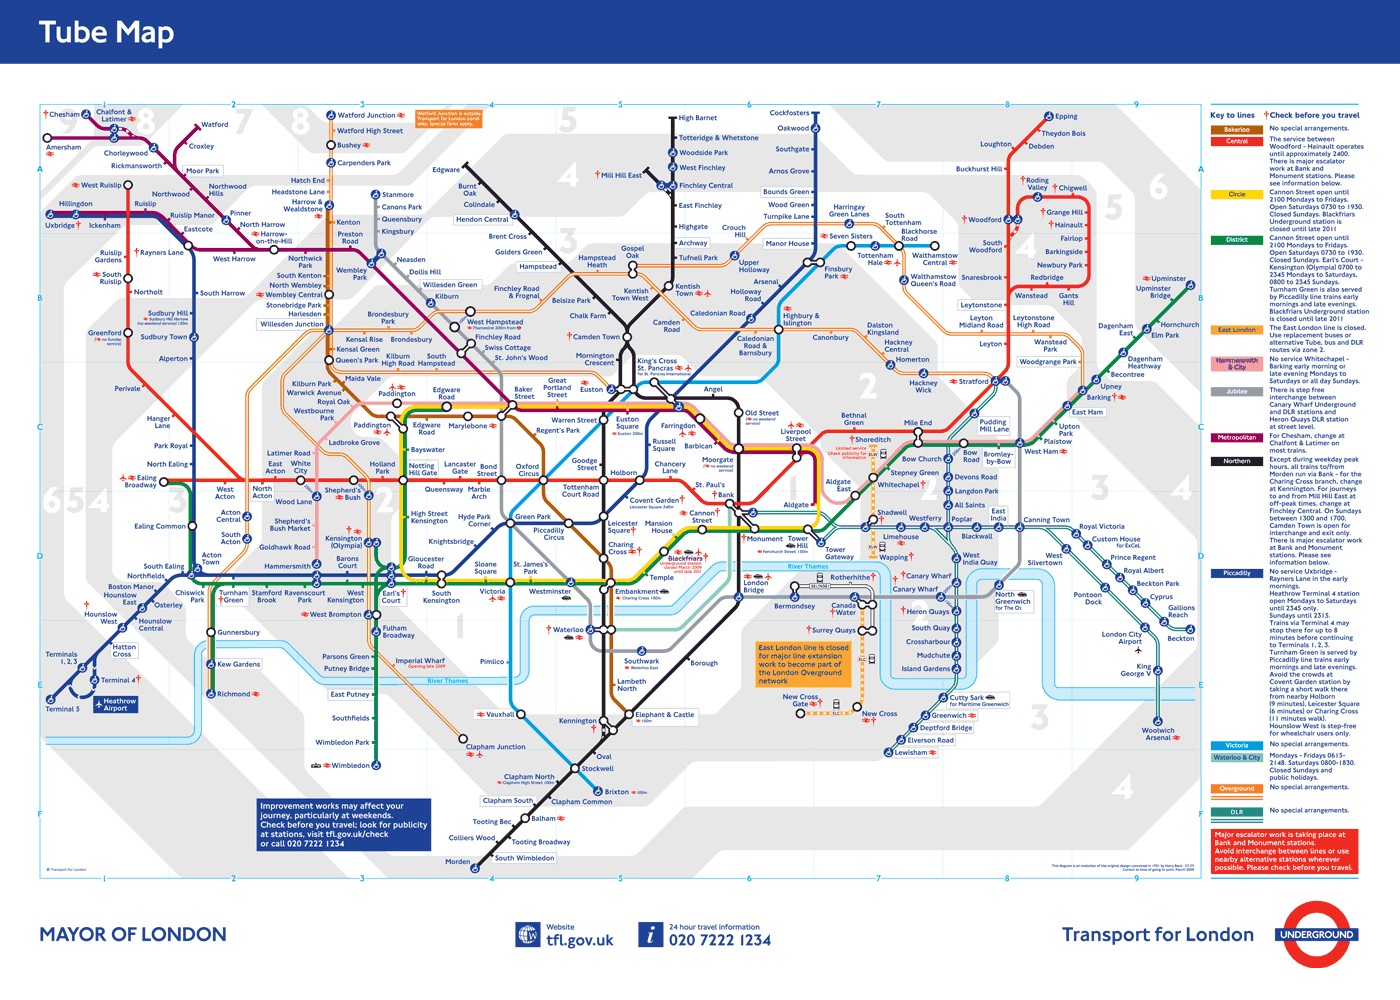 Tube Map
1 2 3 4 5 6 7 8 9
Chesham
Chalfont &
Latimer
Watford
Amersham
Chorleywood
Croxley
Rickmansworth
Moor Park
West Ruislip
Northwood
Northwood
Hills
Hillingdon
Ruislip
Uxbridge
Ickenham
Ruislip Manor
Eastcote
Pinner
North Harrow
Harrow-
on-the-Hill
West Harrow
Ruislip
Gardens
Rayners Lane
South
Ruislip
Northolt
South Harrow
Sudbury Hill
Greenford
Sudbury Town
Alperton
Perivale
Hanger
Lane
Park Royal
North Ealing
Ealing
Broadway
West
Acton
North
Acton
East
Acton
White
City
Ealing Common
Acton
Central
South
Acton
Acton
Town
South Ealing
Northfields
Boston Manor
Hounslow
East
Osterley
Hounslow
West
Hounslow
Central
Hatton
Cross
Terminals
1, 2, 3
Terminal 4
Terminal 5
Heathrow
Airport
Watford Junction
Watford High Street
Bushey
Carpenders Park
Hatch End
Headstone Lane
Harrow &
Wealdstone
Kenton
Preston
Road
Northwick
Park
South Kenton
North Wembley
Wembley Central
Stonebridge Park
Harlesden
Willesden Junction
Kensal Rise
Kensal Green
Queen's Park
Stanmore
Canons Park
Queensbury
Kingsbury
Wembley
Park
Neasden
Dollis Hill
Willesden Green
Kilburn
Brondesbury
Park
Brondesbury
West Hampstead
Finchley Road
Swiss Cottage
St. John's Wood
Kilburn
High Road
South
Hampstead
Kilburn Park
Maida Vale
Warwick Avenue
Royal Oak
Westbourne
Park
Ladbroke Grove
Latimer Road
Wood Lane
Shepherd's
Bush Market
Goldhawk Road
Hammersmith
Paddington
Edgware
Road
Marylebone
Baker
Street
Great
Portland
Street
Warren Street
Regent's Park
Euston
Square
Euston
King's Cross
St. Pancras
for St. Pancras International
Angel
Old Street
Farringdon
Barbican
Moorgate
Liverpool
Street
Bayswater
Notting
Hill Gate
Holland
Park
Shepherd's
Bush
Lancaster
Gate
Queensway
Marble
Arch
Bond
Street
Oxford
Circus
Goodge
Street
Tottenham
Court Road
Russell
Square
Holborn
Chancery
Lane
St. Paul's
Bank
Covent Garden
Leicester
Square
Piccadilly
Circus
Green Park
Hyde Park
Corner
Knightsbridge
High Street
Kensington
Kensington
(Olympia)
Barons
Court
Gloucester
Road
Sloane
Square
South
Kensington
Earl's
Court
West
Kensington
Victoria
St. James's
Park
Westminster
Charing
Cross
Embankment
Temple
Blackfriars
Mansion
House
Cannon
Street
Monument
Tower
Hill
Tower
Gateway
Aldgate
Aldgate
East
Chiswick
Park
Turnham
Green
Stamford
Brook
Ravenscourt
Park
Gunnersbury
Kew Gardens
Richmond
West Brompton
Fulham
Broadway
Parsons Green
Putney Bridge
East Putney
Southfields
Wimbledon Park
Wimbledon
Imperial Wharf
Opening late 2009
Clapham Junction
River Thames
Pimlico
Vauxhall
Waterloo
Southwark
Lambeth
North
Elephant & Castle
Borough
London
Bridge
Kennington
Oval
Stockwell
Brixton
Clapham North
Clapham Common
Clapham South
Balham
Tooting Bec
Tooting Broadway
Colliers Wood
South Wimbledon
Morden
Edgware
Burnt
Oak
Colindale
Hendon Central
Brent Cross
Golders Green
Hampstead
Finchley Road
& Frognal
Belsize Park
Chalk Farm
Camden Town
Mornington
Crescent
High Barnet
Totteridge & Whetstone
Woodside Park
West Finchley
Mill Hill East
Finchley Central
East Finchley
Highgate
Archway
Tufnell Park
Kentish
Town
Gospel
Oak
Hampstead
Heath
Kentish
Town West
Camden
Road
Caledonian
Road &
Barnsbury
Highbury &
Islington
Canonbury
Dalston
Kingsland
Hackney
Central
Homerton
Hackney
Wick
Cockfosters
Oakwood
Southgate
Arnos Grove
Bounds Green
Wood Green
Turnpike Lane
Manor House
Finsbury
Park
Arsenal
Holloway
Road
Caledonian Road
Upper
Holloway
Crouch
Hill
Harringay
Green Lanes
Seven Sisters
South
Tottenham
Tottenham
Hale
Blackhorse
Road
Walthamstow
Central
Walthamstow
Queen's Road
Leyton
Midland Road
Leytonstone
High Road
Wanstead
Park
Woodgrange Park
Epping
Theydon Bois
Debden
Loughton
Buckhurst Hill
Roding
Valley
Chigwell
Grange Hill
Hainault
Fairlop
Barkingside
Newbury Park
Redbridge
Gants
Hill
Wanstead
Woodford
South
Woodford
Snaresbrook
Leytonstone
Leyton
Stratford
Upminster
Upminster
Bridge
Hornchurch
Elm Park
Dagenham
East
Dagenham
Heathway
Becontree
Upney
Barking
East Ham
Upton
Park
Plaistow
West Ham
Pudding
Mill Lane
Mile End
Bethnal
Green
Shoreditch
Bow Church
Bow
Road
Bromley-
by-Bow
Stepney Green
Whitechapel
Devons Road
Langdon Park
All Saints
Shadwell
Limehouse
Westferry
Poplar
Blackwall
East
India
Canning Town
Wapping
Rotherhithe
Canada
Water
Bermondsey
Surrey Quays
New Cross
Gate
New Cross
West
India Quay
Canary Wharf
Canary Wharf
Heron Quays
South Quay
Crossharbour
Mudchute
Island Gardens
Cutty Sark
for Maritime Greenwich
Greenwich
Deptford Bridge
Elverson Road
Lewisham
North
Greenwich
for The O2
West
Silvertown
Royal Victoria
Custom House
for ExCeL
Prince Regent
Royal Albert
Beckton Park
Cyprus
Gallions
Reach
Beckton
Pontoon
Dock
London City
Airport
King
George V
Woolwich
Arsenal
River Thames
East London line is closed
for major line extension
work to become part of
the London Overground
network
Improvement works may affect your
journey, particularly at weekends.
Check before you travel; look for publicity
at stations, visit tfl.gov.uk/check
or call 020 7222 1234
© Transport for London
Key to lines
†Check before you travel
Bakerloo
No special arrangements.
Central
The service between
Woodford - Hainault operates
until approximately 2400.
There is major escalator
work at Bank and
Monument stations. Please
see information below.
Circle
Cannon Street open until
2100 Mondays to Fridays.
Open Saturdays 0730 to 1930.
Closed Sundays. Blackfriars
Underground station is
closed until late 2011
District
Cannon Street open until
2100 Mondays to Fridays.
Open Saturdays 0730 to 1930.
Closed Sundays. Earl's Court -
Kensington (Olympia) 0700 to
2345 Mondays to Saturdays,
0800 to 2345 Sundays.
Turnham Green is also served
by Piccadilly line trains early
mornings and late evenings.
Blackfriars Underground station
is closed until late 2011
East London
The East London line is closed.
Use replacement buses or
alternative Tube, bus and DLR
routes via zone 2.
Hammersmith
& City
No service Whitechapel -
Barking early morning or
late evening Mondays to
Saturdays or all day Sundays.
Jubilee
There is step free
interchange between
Canary Wharf Underground
and DLR stations and
Heron Quays DLR station
at street level.
Metropolitan
For Chesham, change at
Chalfont & Latimer on
most trains.
Northern
Except during weekday peak
hours, all trains to/from
Morden run via Bank - for the
Charing Cross branch, change
at Kennington. For journeys
to and from Mill Hill East at
off-peak times, change at
Finchley Central. On Sundays
between 1300 and 1700,
Camden Town is open for
interchange and exit only.
There is major escalator work
at Bank and Monument
stations. Please see
information below.
Piccadilly
No service Uxbridge -
Rayners Lane in the early
mornings.
Heathrow Terminal 4 station
open Mondays to Saturdays
until 2345 only.
Sundays until 2315.
Trains via Terminal 4 may
stop there for up to 8
minutes before continuing
to Terminals 1, 2, 3.
Turnham Green is served by
Piccadilly line trains early
mornings and late evenings.
Avoid the crowds at
Covent Garden station by
taking a short walk there
from nearby Holborn
(9 minutes), Leicester Square
(6 minutes) or Charing Cross
(11 minutes walk).
Hounslow West is step-free
for wheelchair users only.
Victoria
No special arrangements.
Waterloo & City
Mondays - Fridays 0615-
2148. Saturdays 0800-1830.
Closed Sundays and
public holidays.
Overground
No special arrangements.
DLR
No special arrangements.
Major escalator work is taking place at
Bank and Monument stations.
Avoid interchange between lines or use
nearby alternative stations wherever
possible. Please check before you travel.
MAYOR OF LONDON
Website
tfl.gov.uk
24 hour travel information
020 7222 1234
Transport for London
UNDERGROUND